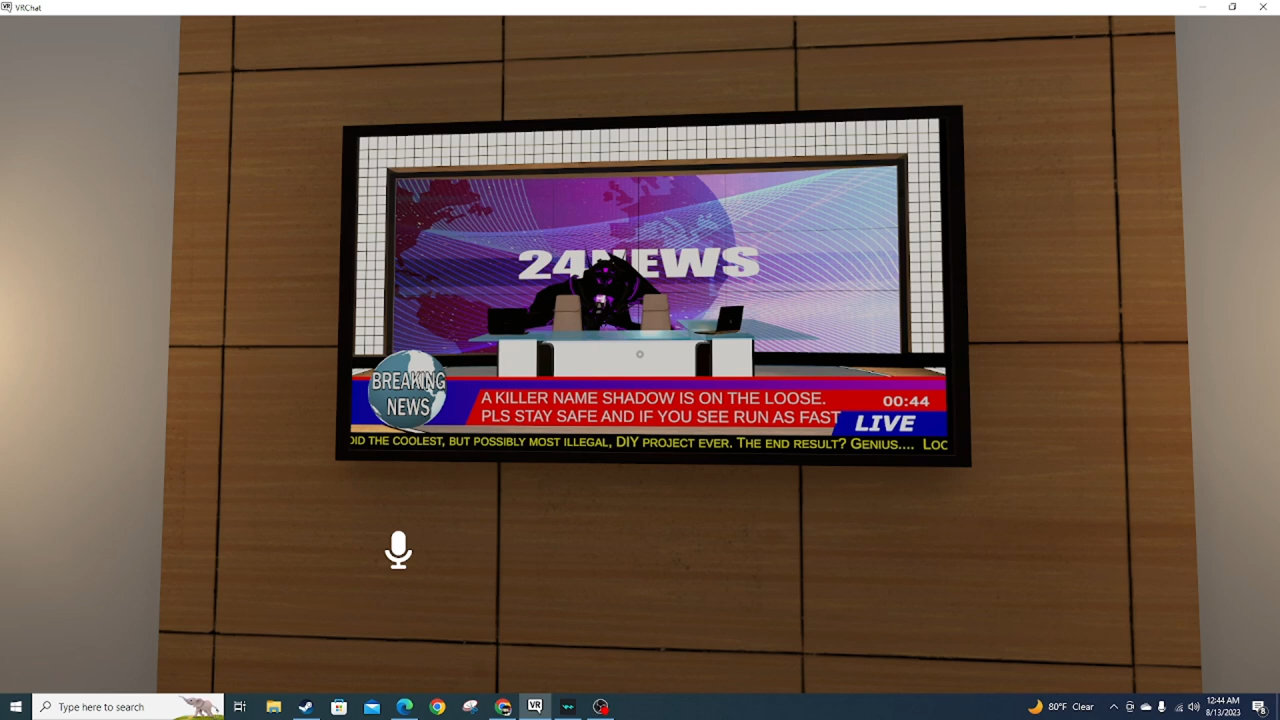 VRChat
24NEWS
BREAKING
NEWS
A KILLER NAME SHADOW IS ON THE LOOSE.
PLS STAY SAFE AND IF YOU SEE RUN AS FAST
00:44
LIVE
DID THE COOLEST, BUT POSSIBLY MOST ILLEGAL, DIY PROJECT EVER. THE END RESULT? GENIUS.... LOC
Type here to search
80°F Clear
12:44 AM
8/13/2023